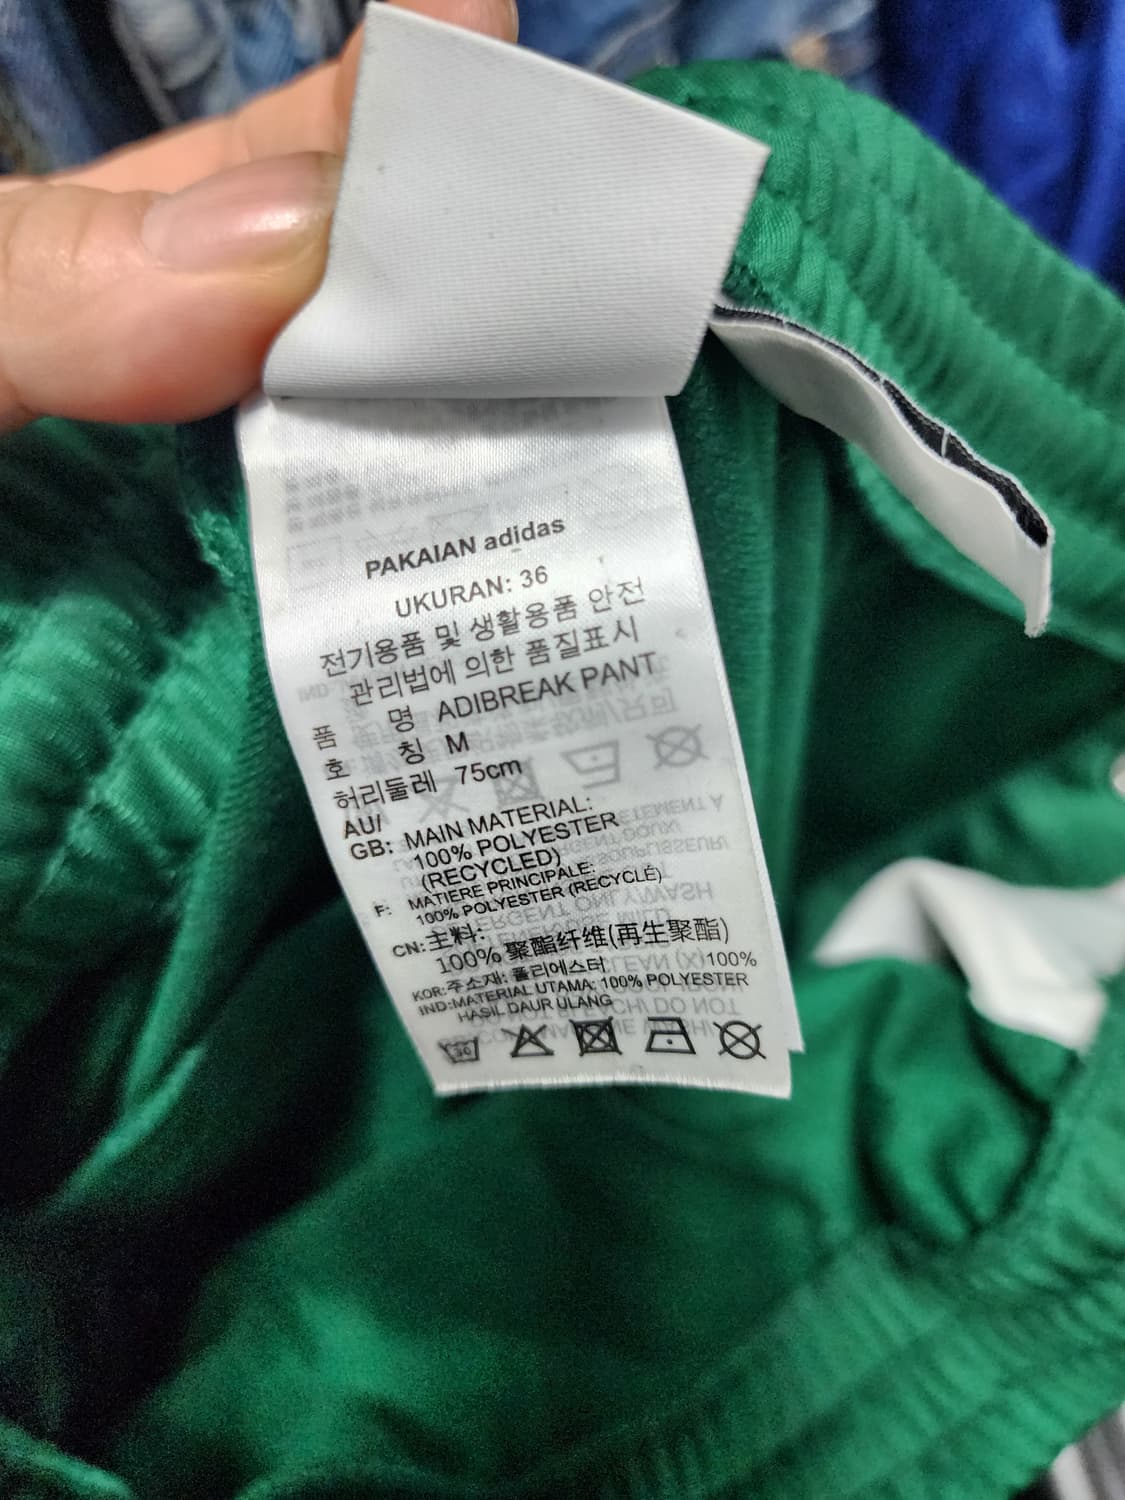 PAKAIAN adidas
UKURAN: 36
전기용품 및 생활용품 안전
관리법에 의한 품질표시
품 명 ADIBREAK PANT
호 칭 M
허리둘레 75cm
AU/
GB: MAIN MATERIAL:
100% POLYESTER
(RECYCLED)
F: MATIERE PRINCIPALE:
100% POLYESTER (RECYCLÉ)
CN: 主料:
100% 聚酯纤维(再生聚酯)
KOR: 주소재: 폴리에스터 100%
IND: MATERIAL UTAMA: 100% POLYESTER
HASIL DAUR ULANG
30